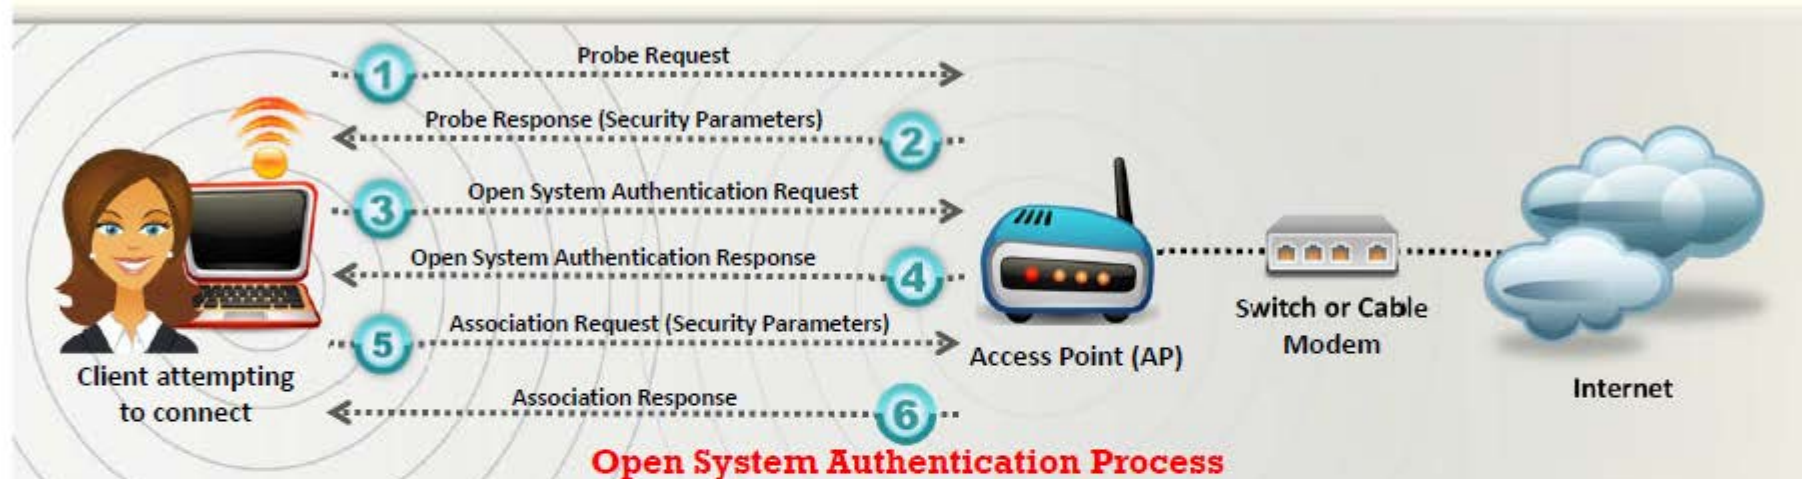 1
Probe Request
Probe Response (Security Parameters)
2
3
Open System Authentication Request
Open System Authentication Response
4
Association Request (Security Parameters)
5
Association Response
6
Client attempting
to connect
Access Point (AP)
Switch or Cable
Modem
Internet
Open System Authentication Process